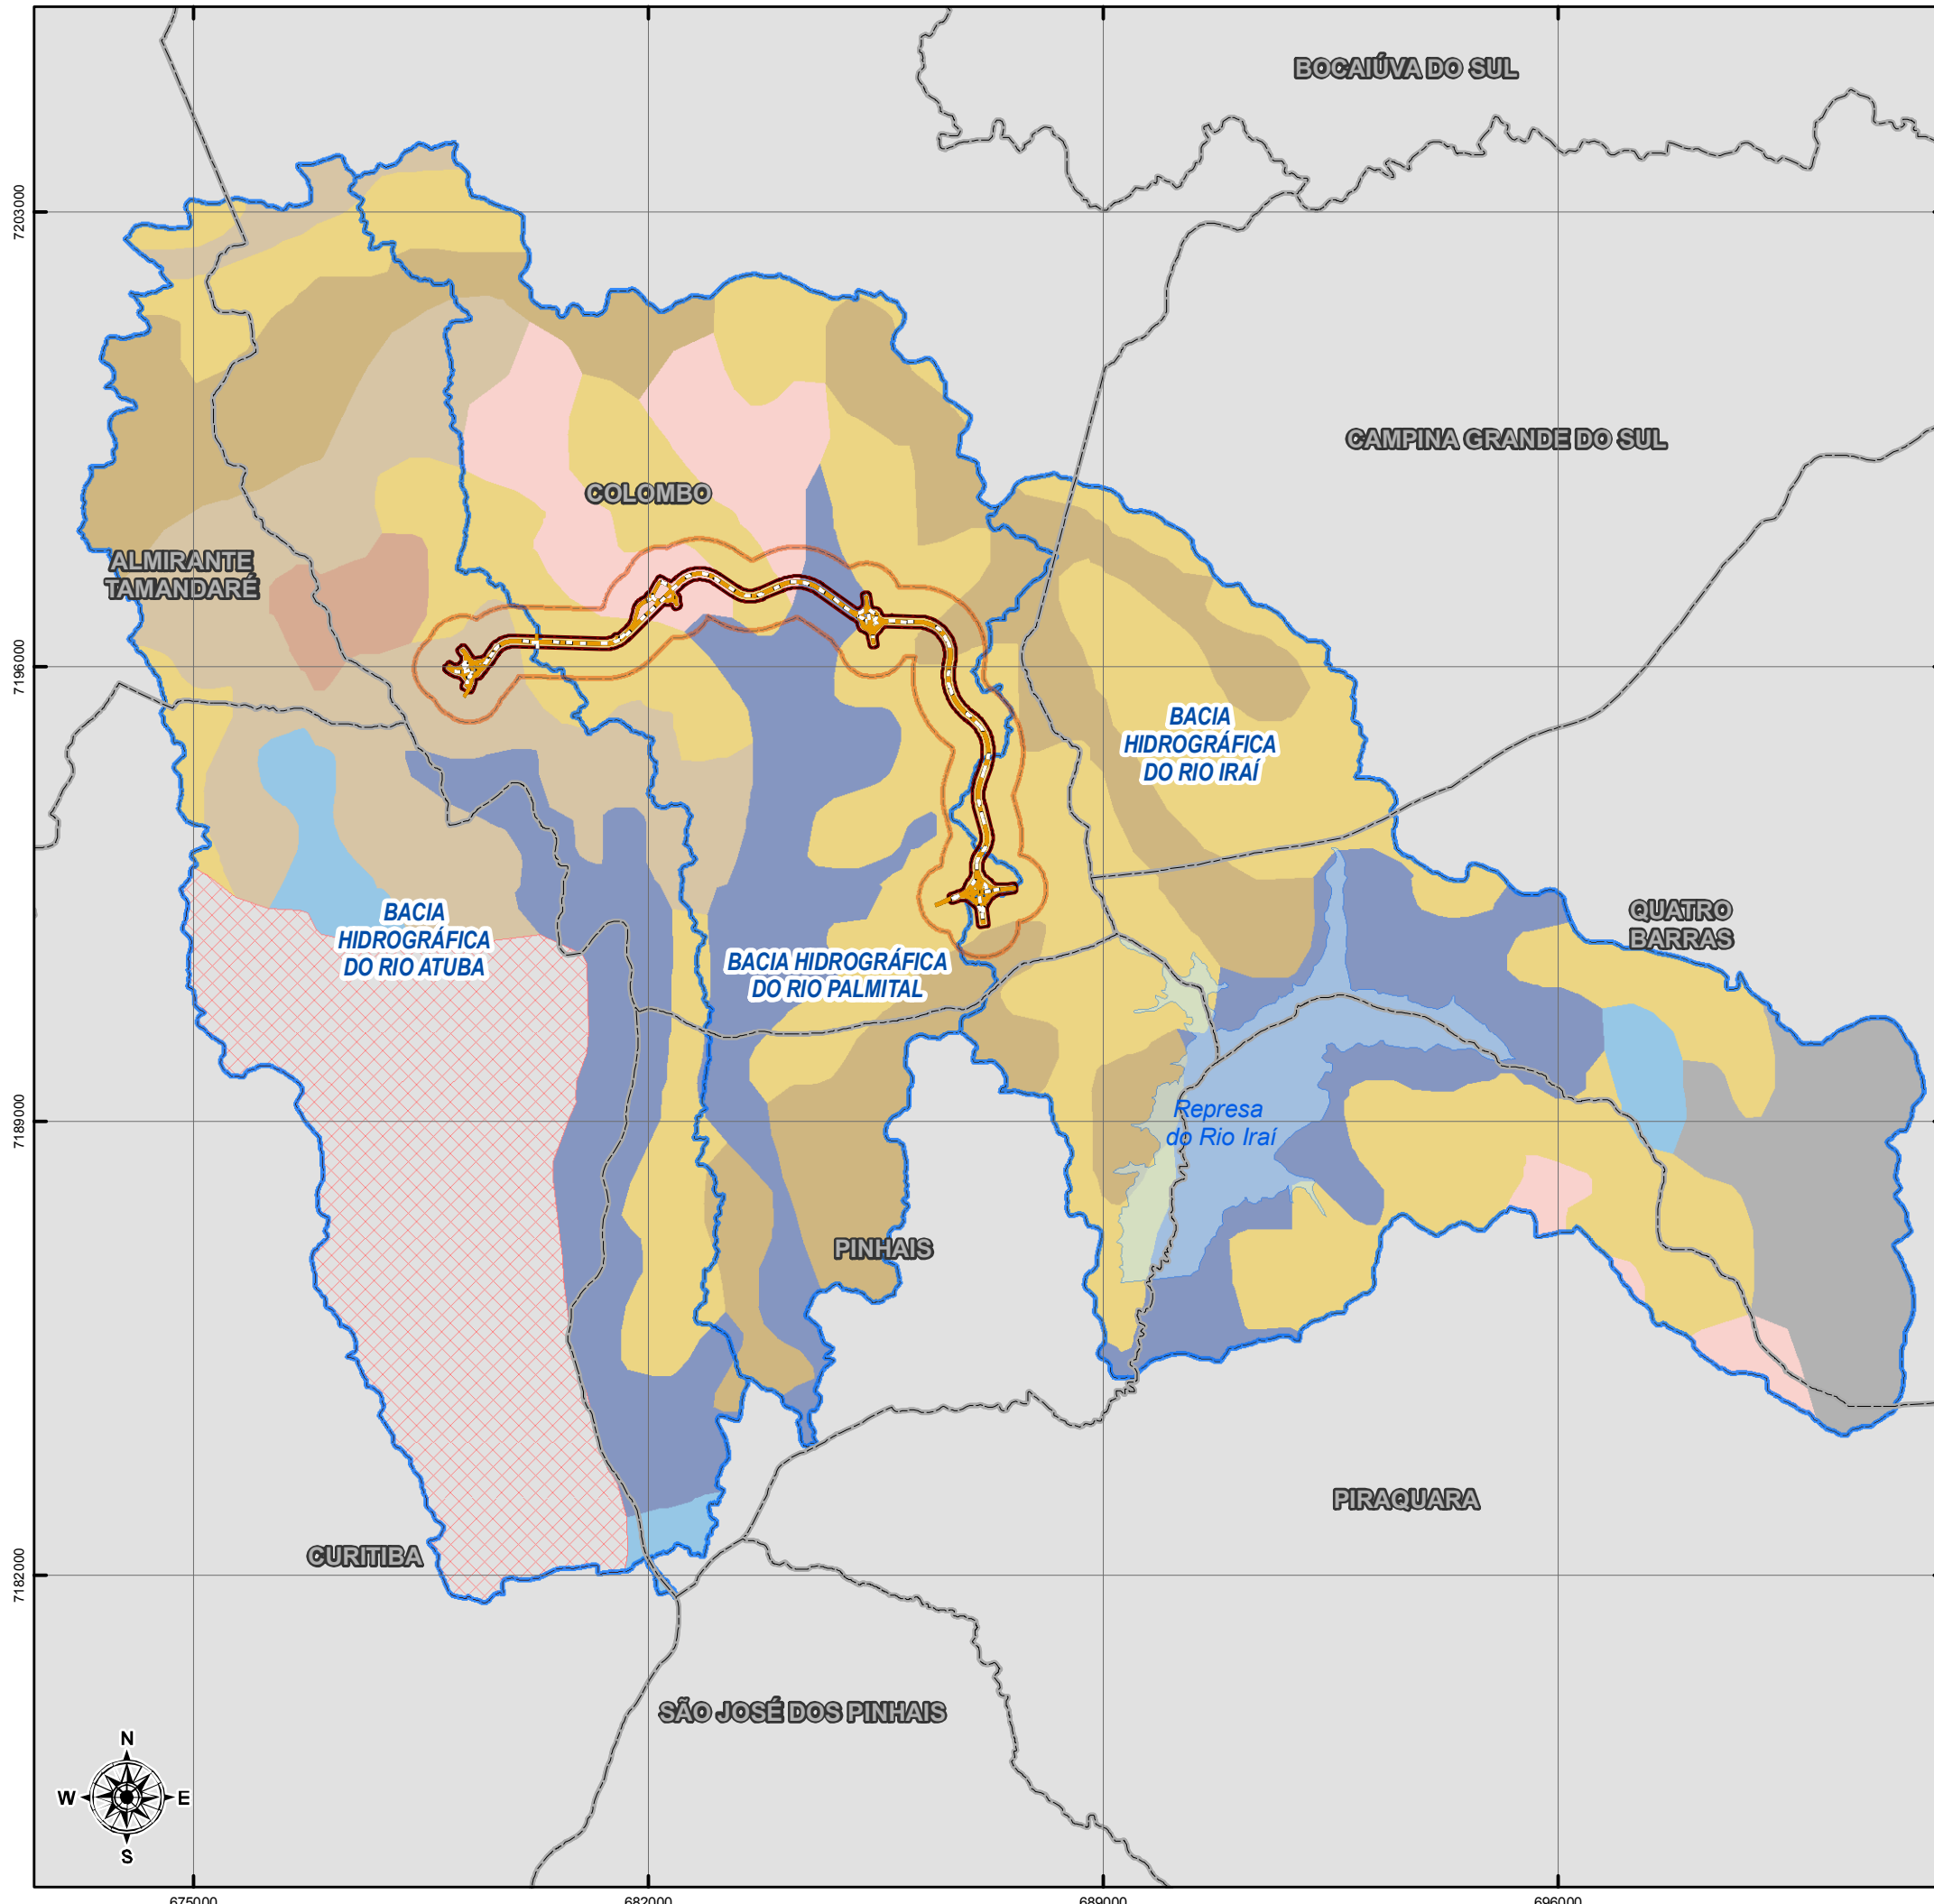 BOCAIÚVA DO SUL
7203000
CAMPINA GRANDE DO SUL
COLOMBO
ALMIRANTE
TAMANDARÉ
7196000
BACIA
HIDROGRÁFICA
DO RIO IRAÍ
QUATRO
BARRAS
BACIA
HIDROGRÁFICA
DO RIO ATUBA
BACIA HIDROGRÁFICA
DO RIO PALMITAL
7189000
Represa
do Rio Iraí
PINHAIS
PIRAQUARA
CURITIBA
7182000
SÃO JOSÉ DOS PINHAIS
N
W
E
S
675000
682000
689000
696000